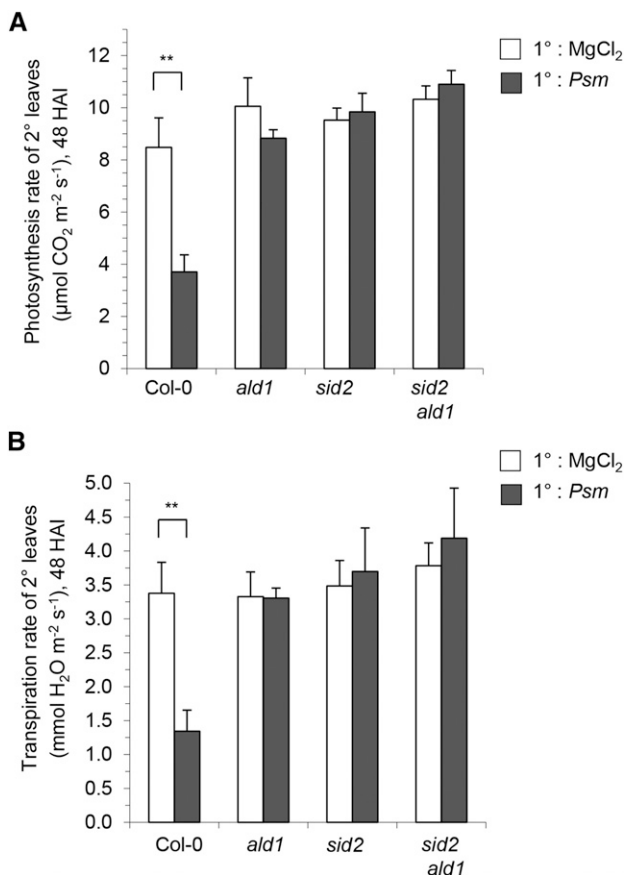 A
1° : MgCl₂
1° : Psm
Photosynthesis rate of 2° leaves
(µmol CO₂ m⁻² s⁻¹), 48 HAI
12
10
8
6
4
2
0
**
Col-0
ald1
sid2
sid2
ald1
B
1° : MgCl₂
1° : Psm
Transpiration rate of 2° leaves
(mmol H₂O m⁻² s⁻¹), 48 HAI
5.0
4.5
4.0
3.5
3.0
2.5
2.0
1.5
1.0
0.5
0.0
**
Col-0
ald1
sid2
sid2
ald1